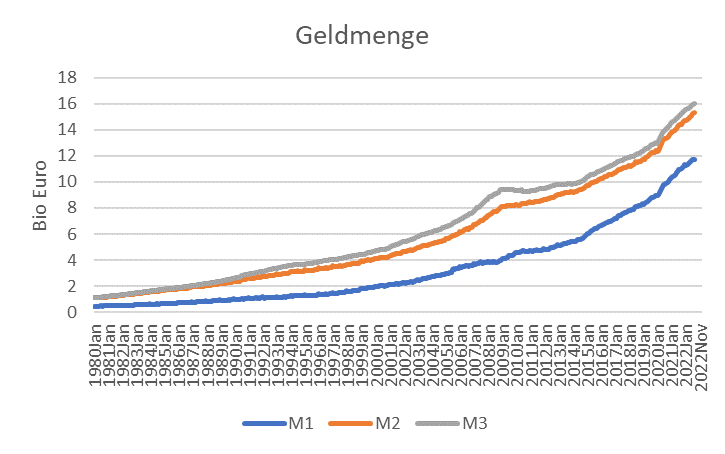 Geldmenge
Bio Euro
18
16
14
12
10
8
6
4
2
0
1980Jan
1981Jan
1982Jan
1983Jan
1984Jan
1985Jan
1986Jan
1987Jan
1988Jan
1989Jan
1990Jan
1991Jan
1992Jan
1993Jan
1994Jan
1995Jan
1996Jan
1997Jan
1998Jan
1999Jan
2000Jan
2001Jan
2002Jan
2003Jan
2004Jan
2005Jan
2006Jan
2007Jan
2008Jan
2009Jan
2010Jan
2011Jan
2012Jan
2013Jan
2014Jan
2015Jan
2016Jan
2017Jan
2018Jan
2019Jan
2020Jan
2021Jan
2022Jan
2022Nov
M1 M2 M3